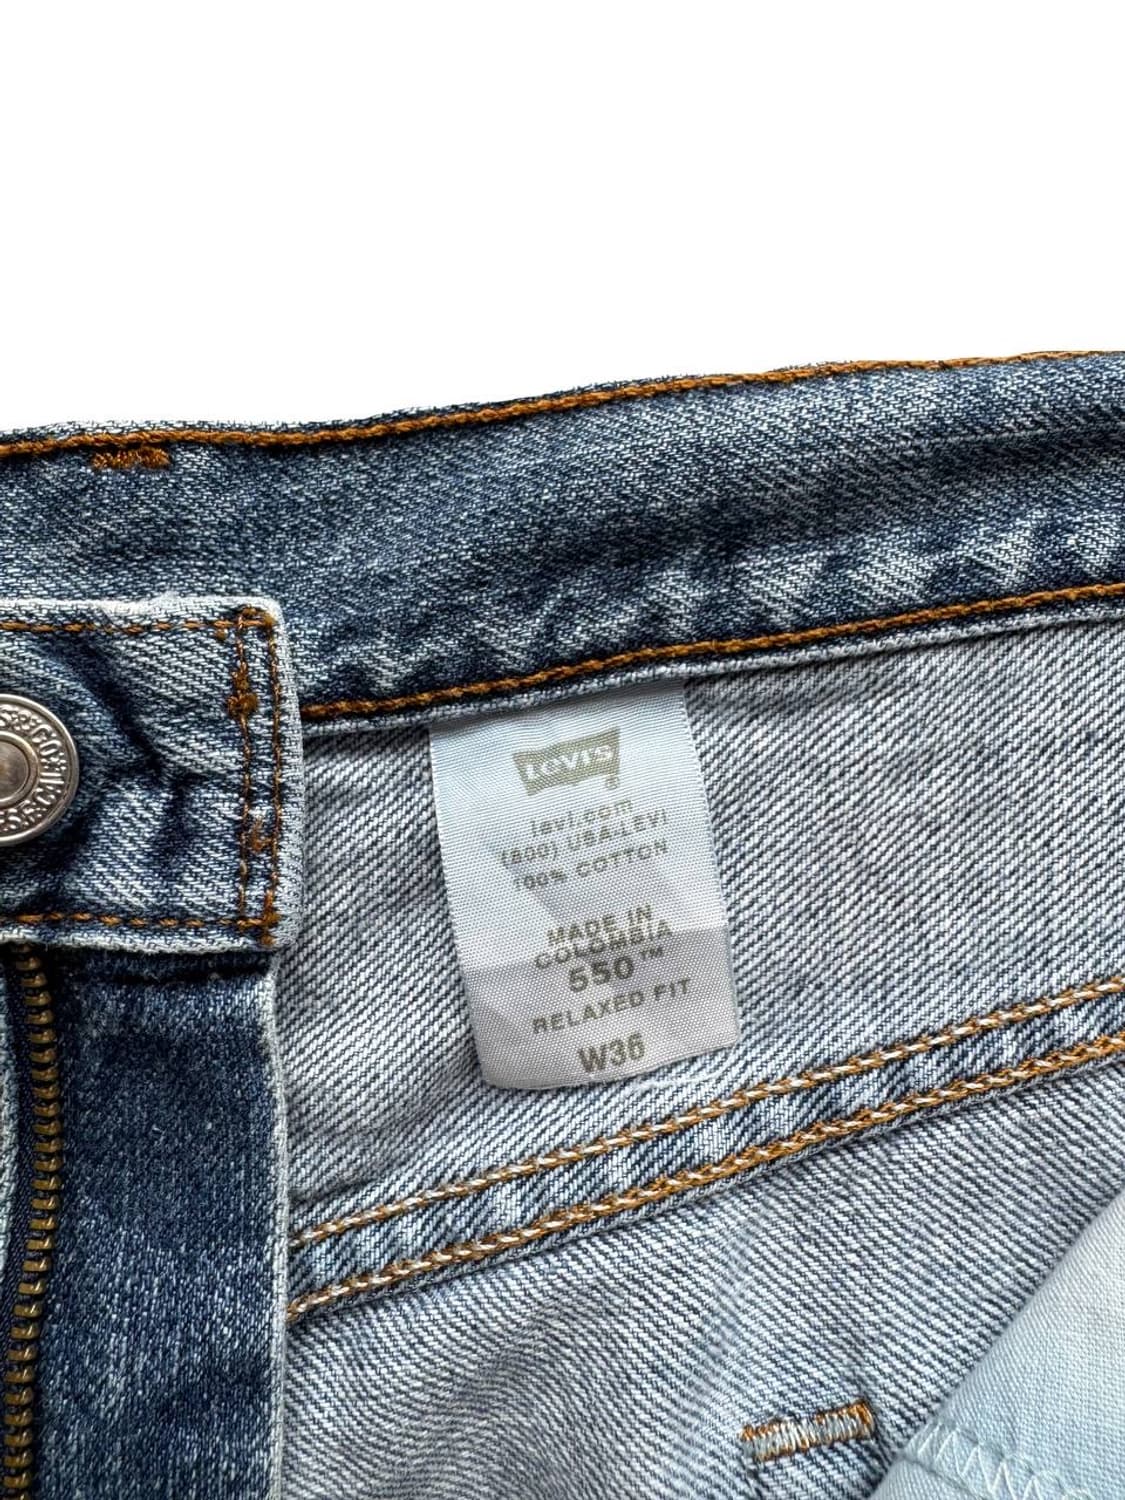 Levi's
levi.com
(800) USA-LEVI
100% COTTON
MADE IN
COLOMBIA
550™
RELAXED FIT
W36